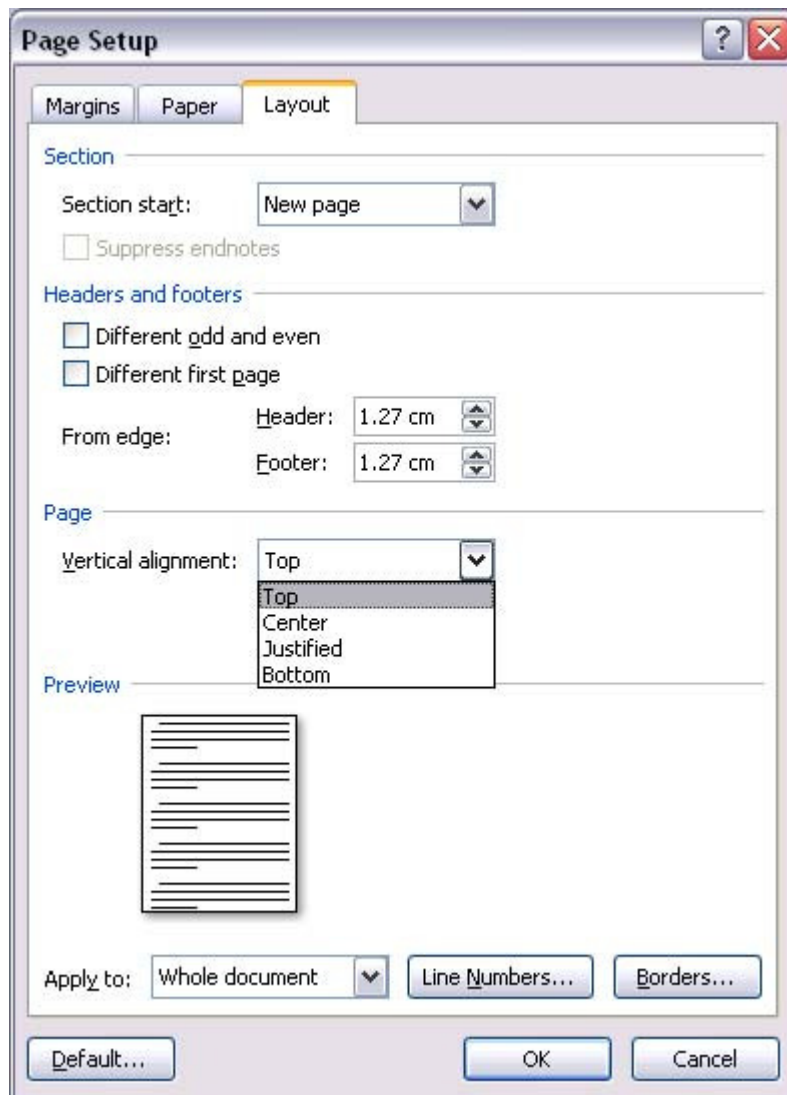 Page Setup
Margins Paper Layout
Section
Section start: New page
Suppress endnotes
Headers and footers
Different odd and even
Different first page
From edge: Header: 1.27 cm
Footer: 1.27 cm
Page
Vertical alignment: Top
Top
Center
Justified
Bottom
Preview
Apply to: Whole document Line Numbers... Borders...
Default... OK Cancel